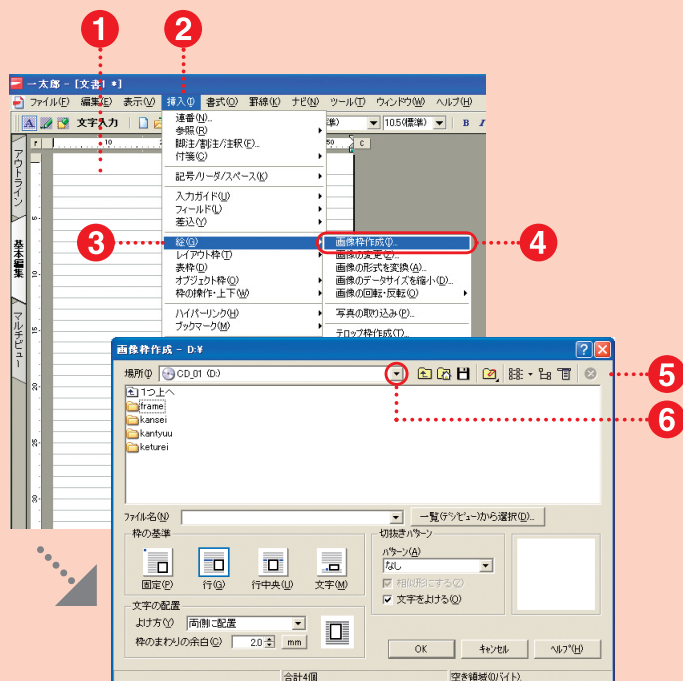 1 2
一太郎 - [文書1 *]
ファイル(F) 編集(E) 表示(V) 挿入(I) 書式(O) 罫線(K) ナビ(N) ツール(T) ウィンドウ(W) ヘルプ(H)
文字入力
10.5(標準)
B
連番(N)...
参照(R)
脚注/割注/注釈(F)...
付箋(C)
記号/リーダ/スペース(K)
入力ガイド(U)
フィールド(L)
差込(Y)
3
絵(G)
レイアウト枠(T)
表枠(D)
オブジェクト枠(O)
枠の操作・上下(W)
ハイパーリンク(H)
ブックマーク(M)
4
画像枠作成(I)...
画像の変更(Z)...
画像の形式を変換(A)...
画像のデータサイズを縮小(D)...
画像の回転・反転(O)
写真の取り込み(P)...
テロップ枠作成(T)...
アウトライン
基本編集
マルチビュー
画像枠作成 - D:¥
場所(I) CD_01 (D:)
5
6
1つ上へ
frame
kansei
kantyuu
keturei
ファイル名(N)
一覧(デジビュー)から選択(D)...
枠の基準
固定(P) 行(G) 行中央(U) 文字(M)
切抜きパターン
パターン(A)
なし
相似形にする(Z)
文字をよける(Q)
文字の配置
よけ方(Y) 両側に配置
枠のまわりの余白(C) 2.0 mm
OK キャンセル ヘルプ(H)
合計4個 空き領域(0バイト)